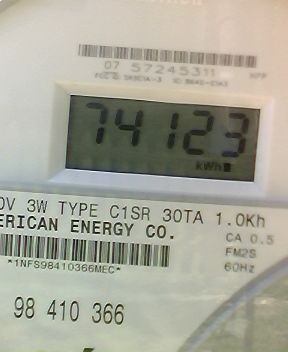 07 57245311
74123
kWh
0V 3W TYPE C1SR 30TA 1.0Kh
ERICAN ENERGY CO.
CA 0.5
FM2S
*1NFS98410366MEC*
60Hz
98 410 366